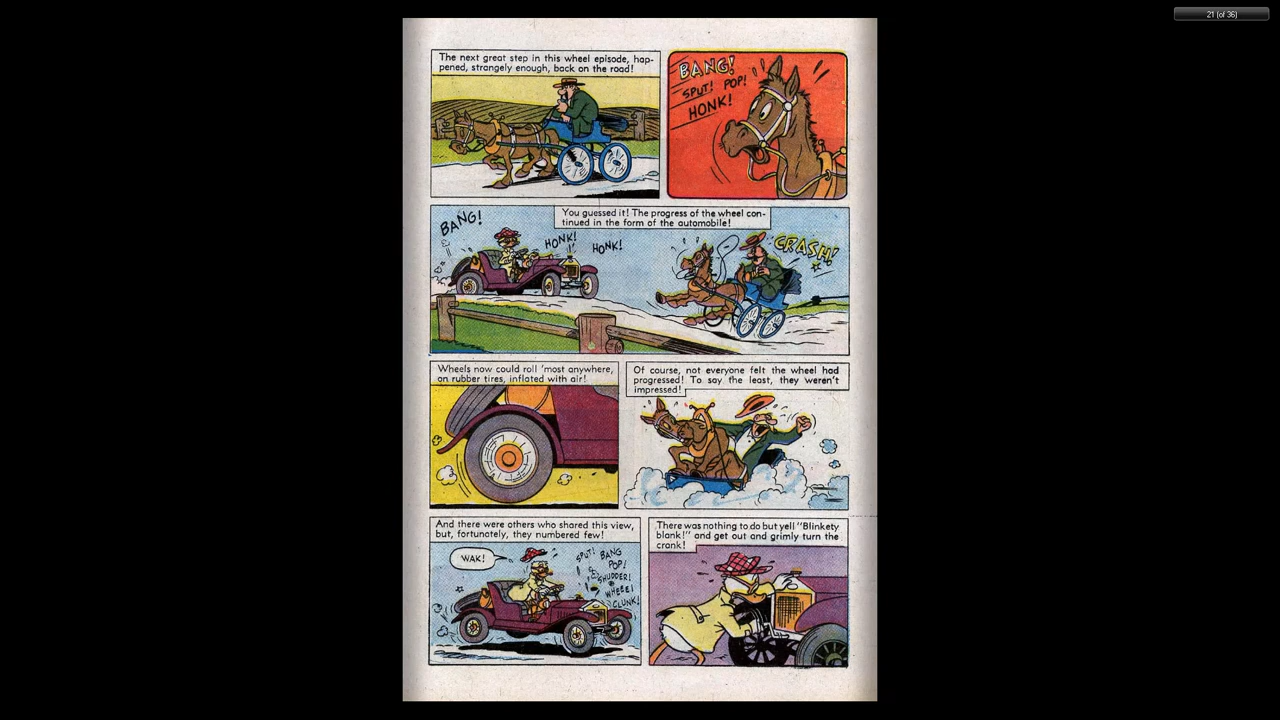 21 (of 36)
The next great step in this wheel episode, hap-
pened, strangely enough, back on the road!
BANG!
SPUT! POP!
HONK!
You guessed it! The progress of the wheel con-
tinued in the form of the automobile!
BANG!
HONK!
HONK!
CRASH!
Wheels now could roll 'most anywhere,
on rubber tires, inflated with air!
Of course, not everyone felt the wheel had
progressed! To say the least, they weren't
impressed!
And there were others who shared this view,
but, fortunately, they numbered few!
WAK!
SPUT! BANG
POP!
SHUDDER!
WHEEE!
CLUNK!
There was nothing to do but yell "Blinkety
blank!" and get out and grimly turn the
crank!